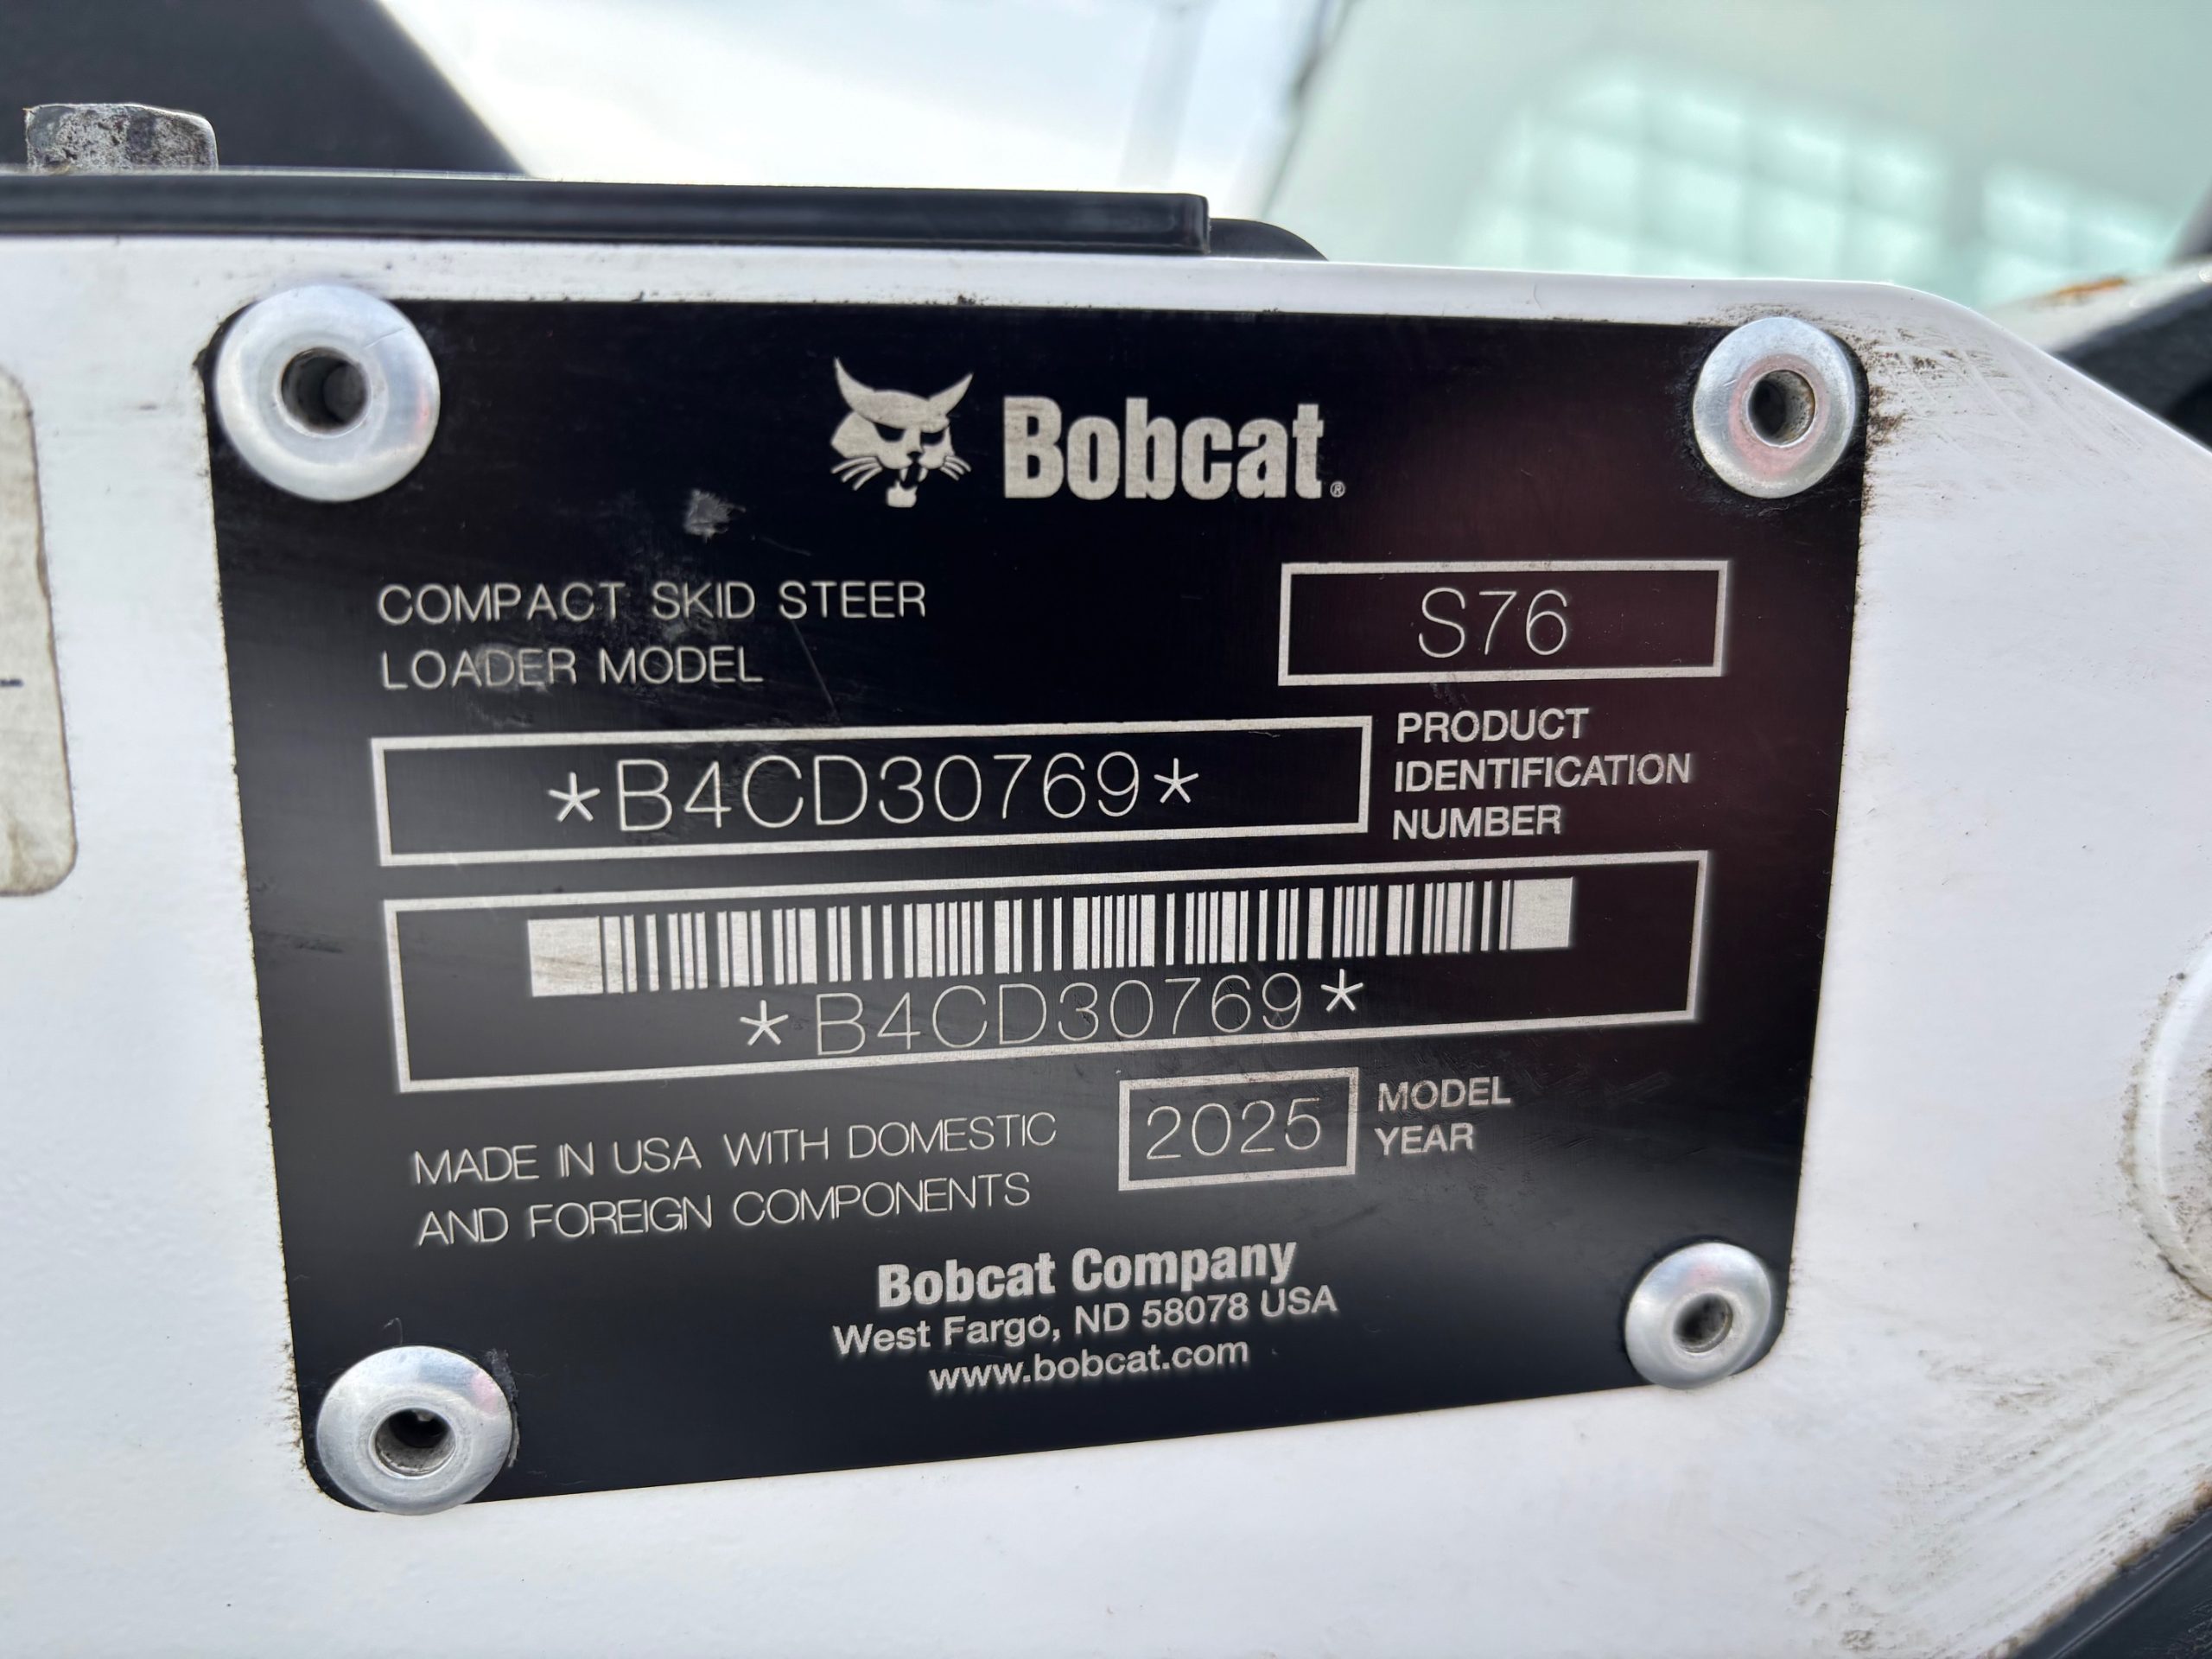 Bobcat®
COMPACT SKID STEER
LOADER MODEL
S76
*B4CD30769*
PRODUCT
IDENTIFICATION
NUMBER
*B4CD30769*
MADE IN USA WITH DOMESTIC
AND FOREIGN COMPONENTS
2025
MODEL
YEAR
Bobcat Company
West Fargo, ND 58078 USA
www.bobcat.com